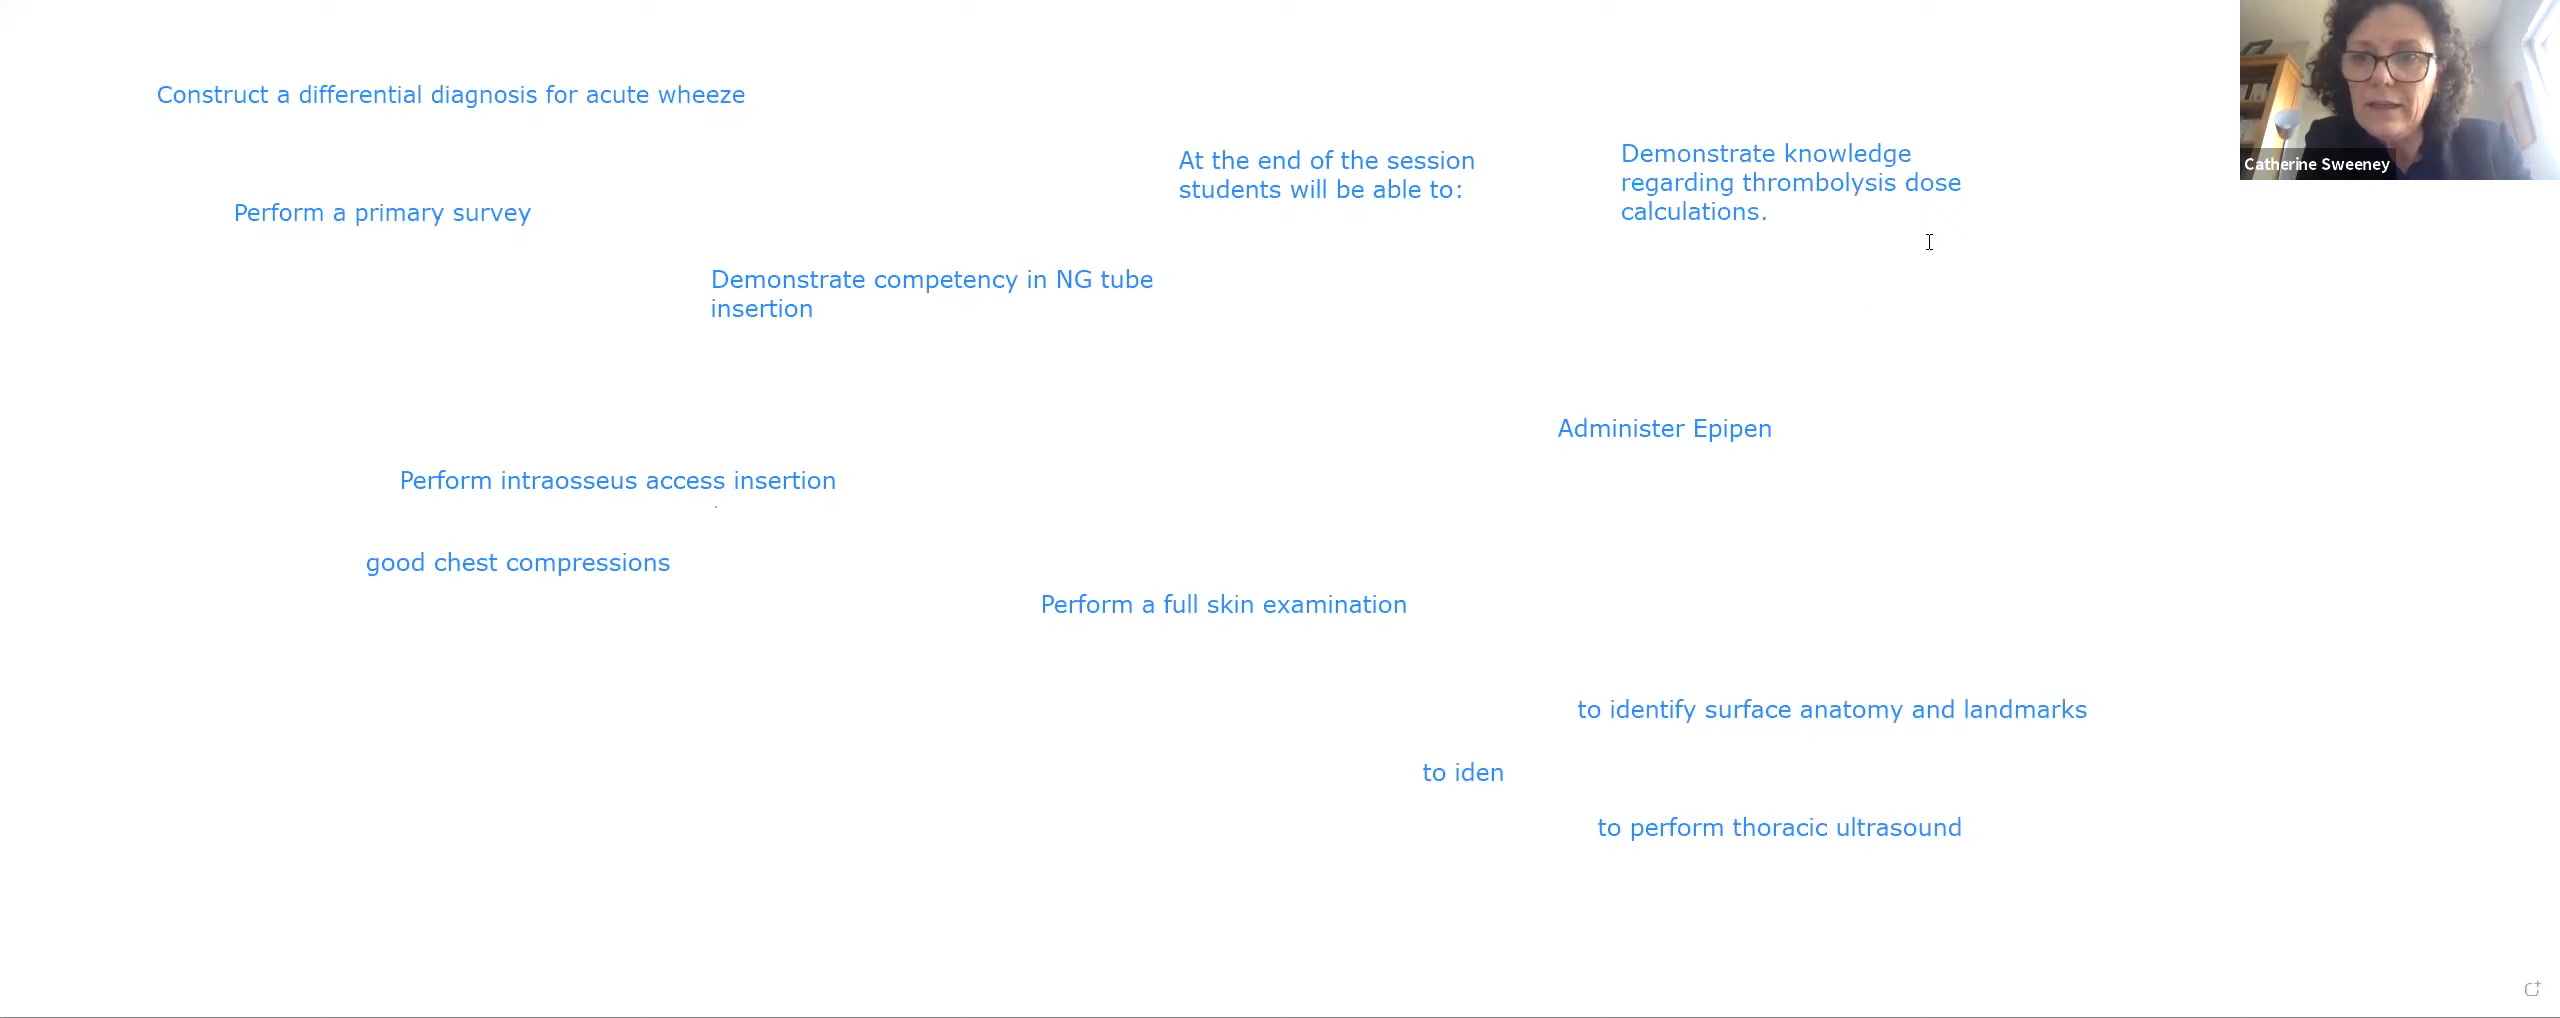 Construct a differential diagnosis for acute wheeze
Perform a primary survey
At the end of the session
students will be able to:
Demonstrate knowledge
regarding thrombolysis dose
calculations.
Catherine Sweeney
Demonstrate competency in NG tube
insertion
Administer Epipen
Perform intraosseus access insertion
good chest compressions
Perform a full skin examination
to identify surface anatomy and landmarks
to iden
to perform thoracic ultrasound